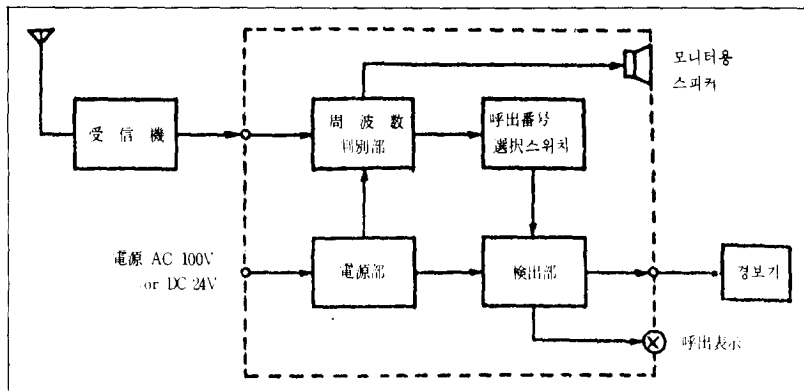 모니터용
스피커
受信機
周波數
判別部
呼出番号
選択스위치
電源 AC 100V
or DC 24V
電源部
検出部
경보기
呼出表示